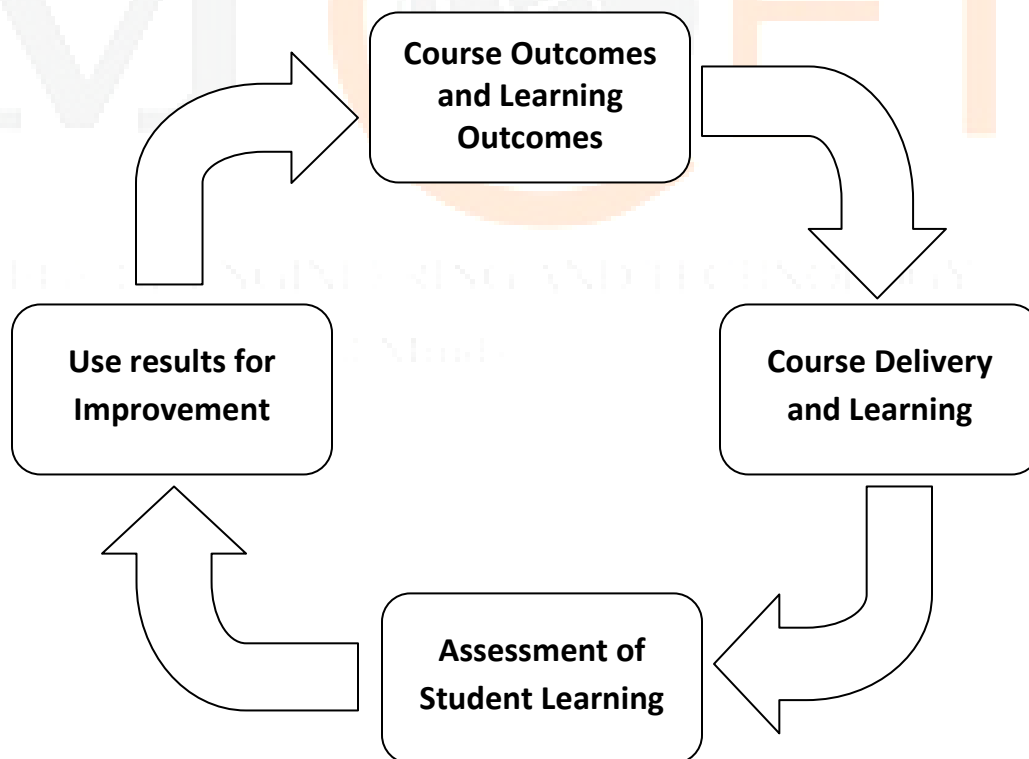 Course Outcomes
and Learning
Outcomes
Course Delivery
and Learning
Assessment of
Student Learning
Use results for
Improvement